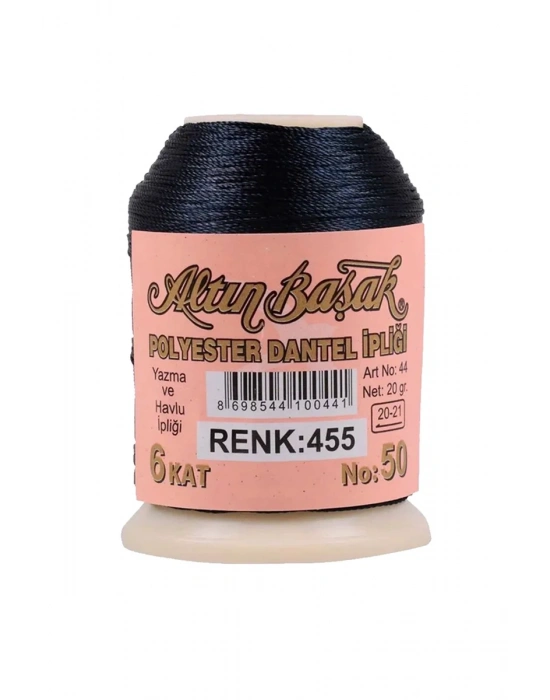 Altın Başak®
POLYESTER DANTEL İPLİĞİ
Yazma
ve
Havlu
İpliği
8 698544 100441
Art No: 44
Net: 20 gr.
20-21
RENK:455
6 KAT
No: 50